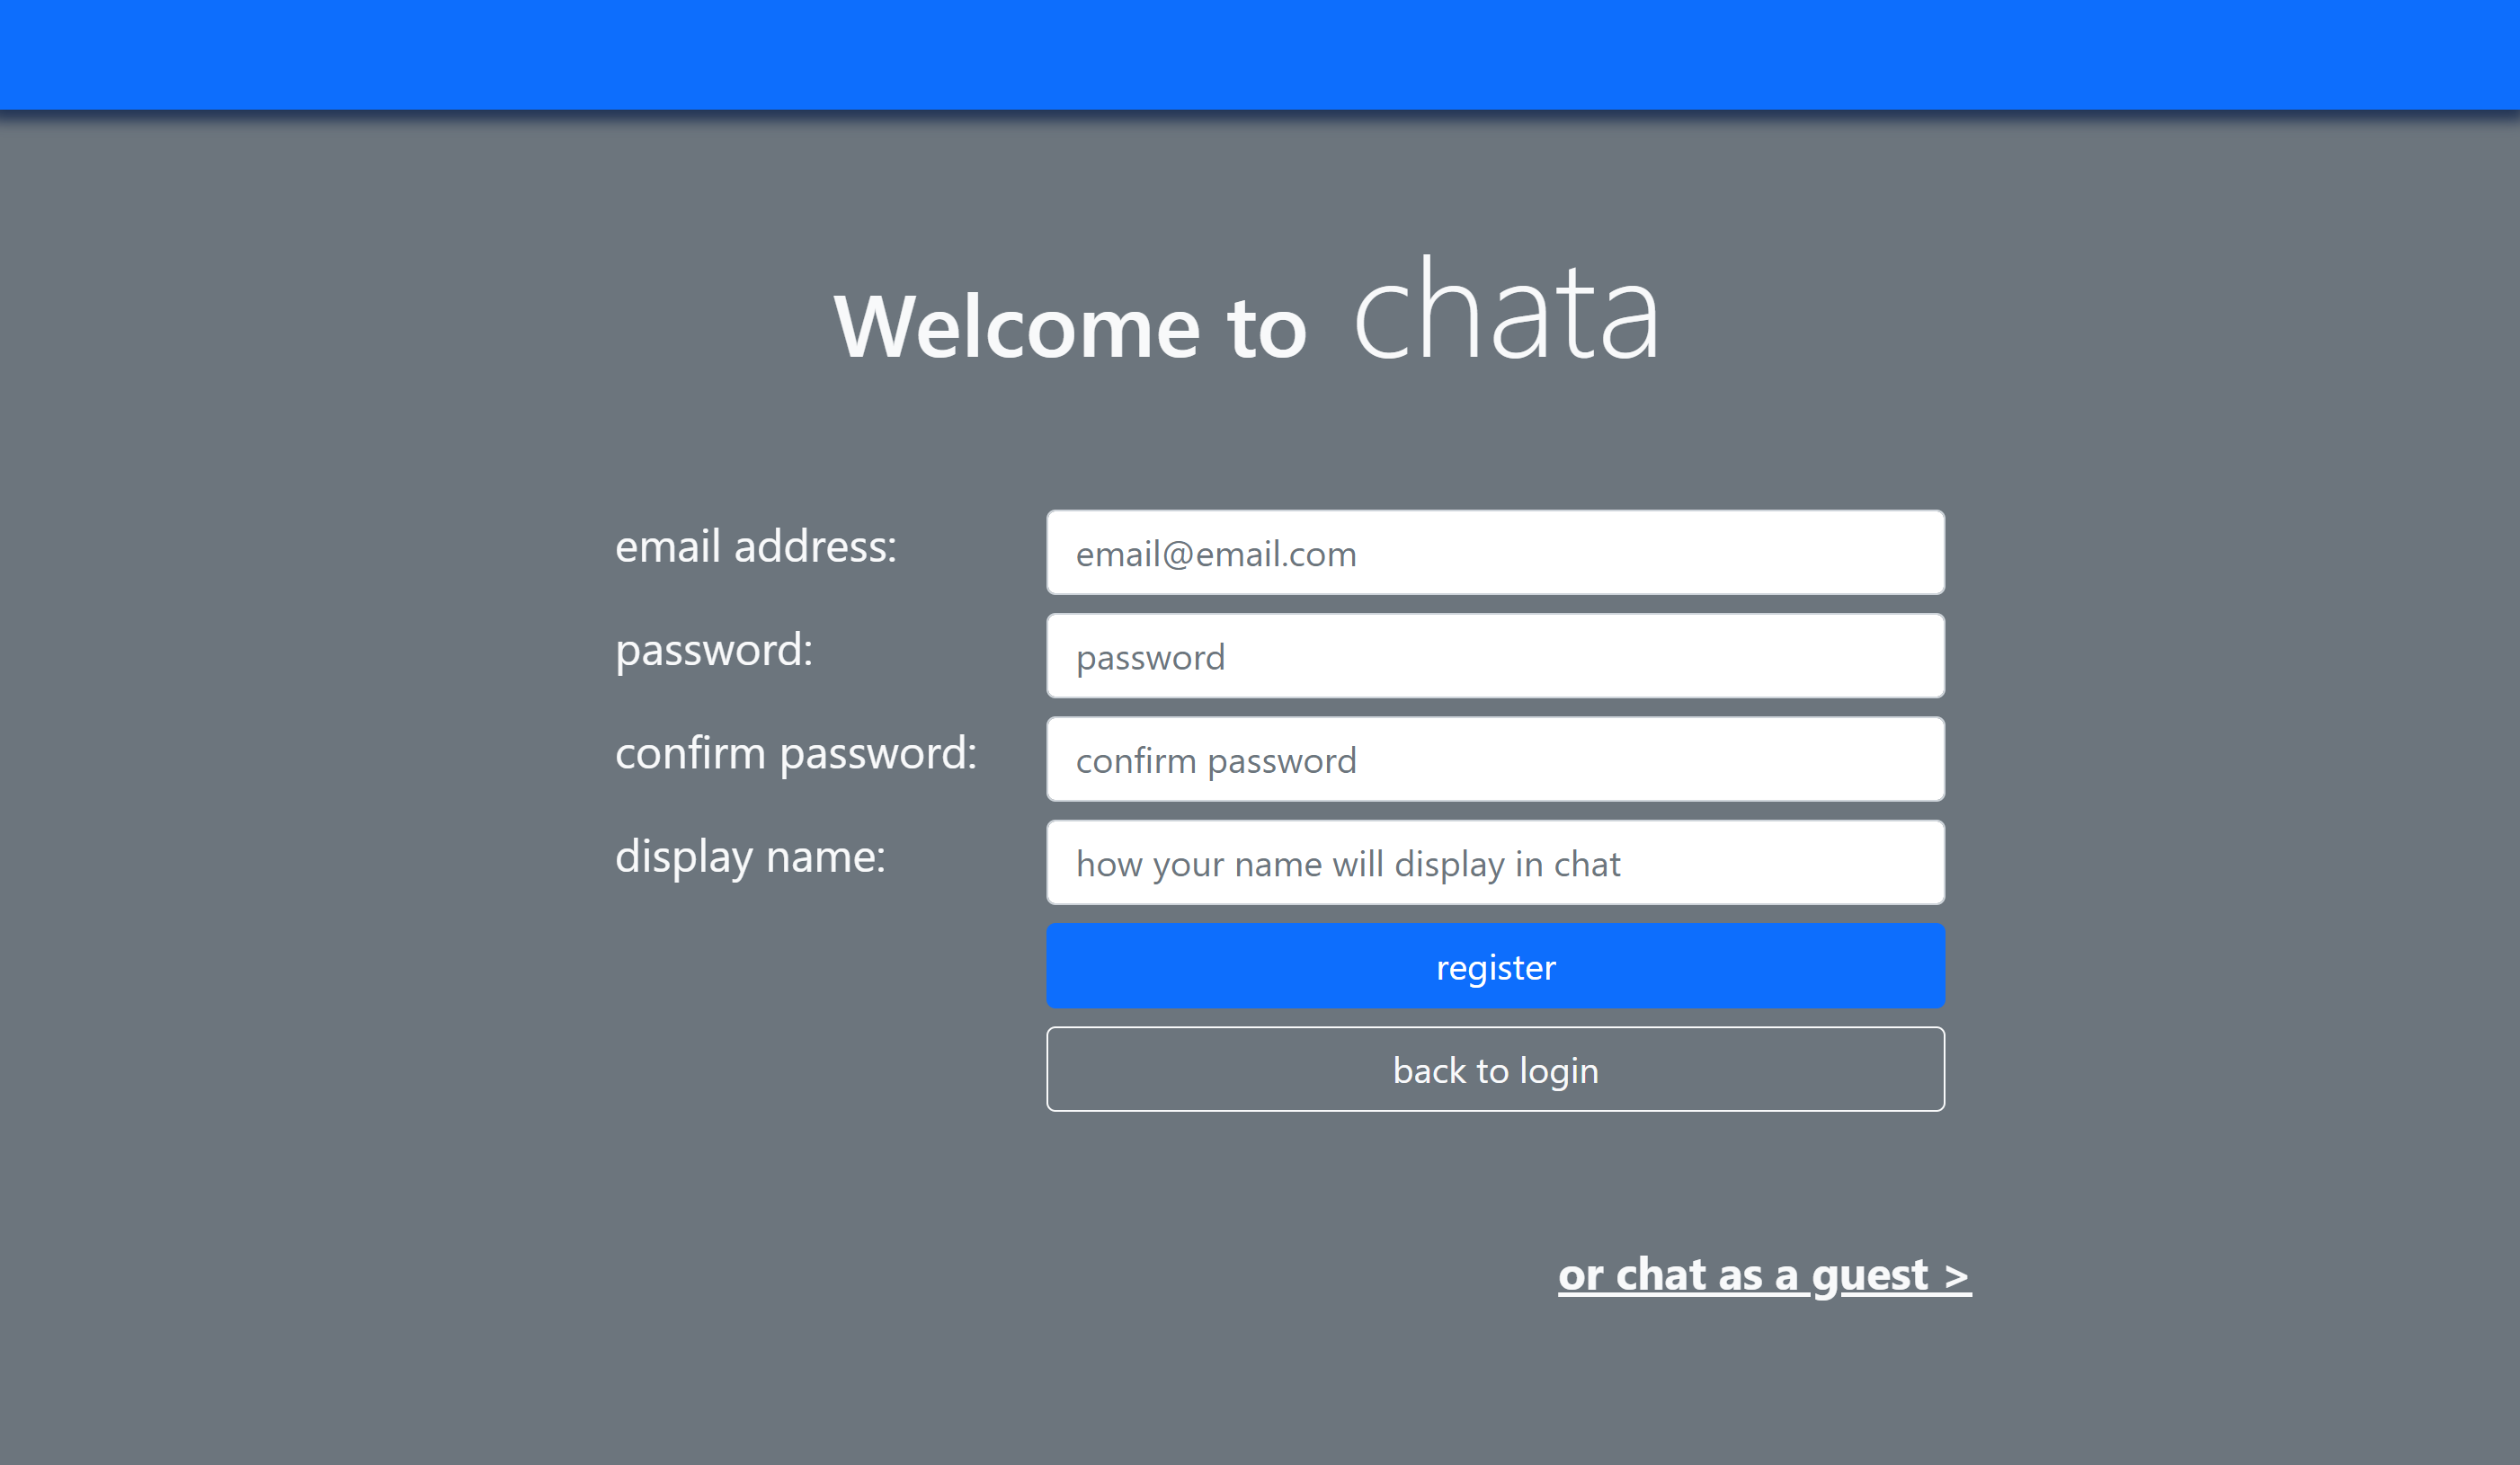 Welcome to chata
email address: email@email.com
password: password
confirm password: confirm password
display name: how your name will display in chat
register
back to login
or chat as a guest >